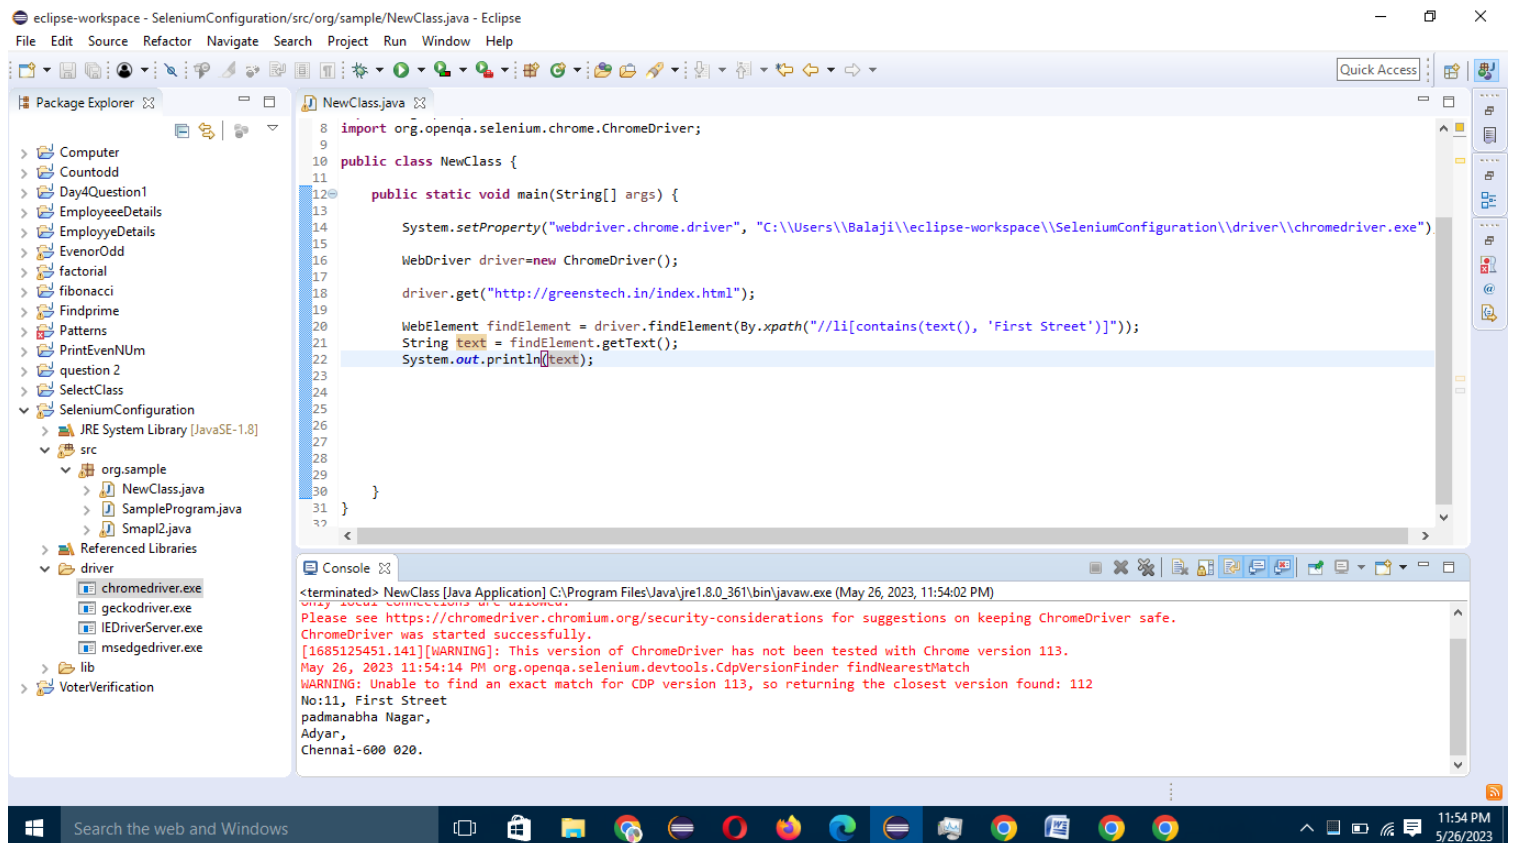 eclipse-workspace - SeleniumConfiguration/src/org/sample/NewClass.java - Eclipse
File Edit Source Refactor Navigate Search Project Run Window Help
Quick Access
Package Explorer
Computer
Countodd
Day4Question1
EmployeeeDetails
EmployyeDetails
EvenorOdd
factorial
fibonacci
Findprime
Patterns
PrintEvenNUm
question 2
SelectClass
SeleniumConfiguration
JRE System Library [JavaSE-1.8]
src
org.sample
NewClass.java
SampleProgram.java
Smapl2.java
Referenced Libraries
driver
chromedriver.exe
geckodriver.exe
IEDriverServer.exe
msedgedriver.exe
lib
VoterVerification
NewClass.java
8 import org.openqa.selenium.chrome.ChromeDriver;
9
10 public class NewClass {
11
12 public static void main(String[] args) {
13
14 System.setProperty("webdriver.chrome.driver", "C:\\Users\\Balaji\\eclipse-workspace\\SeleniumConfiguration\\driver\\chromedriver.exe")
15
16 WebDriver driver=new ChromeDriver();
17
18 driver.get("http://greenstech.in/index.html");
19
20 WebElement findElement = driver.findElement(By.xpath("//li[contains(text(), 'First Street')]"));
21 String text = findElement.getText();
22 System.out.println(text);
23
24
25
26
27
28
29
30 }
31 }
32
Console
<terminated> NewClass [Java Application] C:\Program Files\Java\jre1.8.0_361\bin\javaw.exe (May 26, 2023, 11:54:02 PM)
Only local connections are allowed.
Please see https://chromedriver.chromium.org/security-considerations for suggestions on keeping ChromeDriver safe.
ChromeDriver was started successfully.
[1685125451.141][WARNING]: This version of ChromeDriver has not been tested with Chrome version 113.
May 26, 2023 11:54:14 PM org.openqa.selenium.devtools.CdpVersionFinder findNearestMatch
WARNING: Unable to find an exact match for CDP version 113, so returning the closest version found: 112
No:11, First Street
padmanabha Nagar,
Adyar,
Chennai-600 020.
Search the web and Windows
11:54 PM
5/26/2023